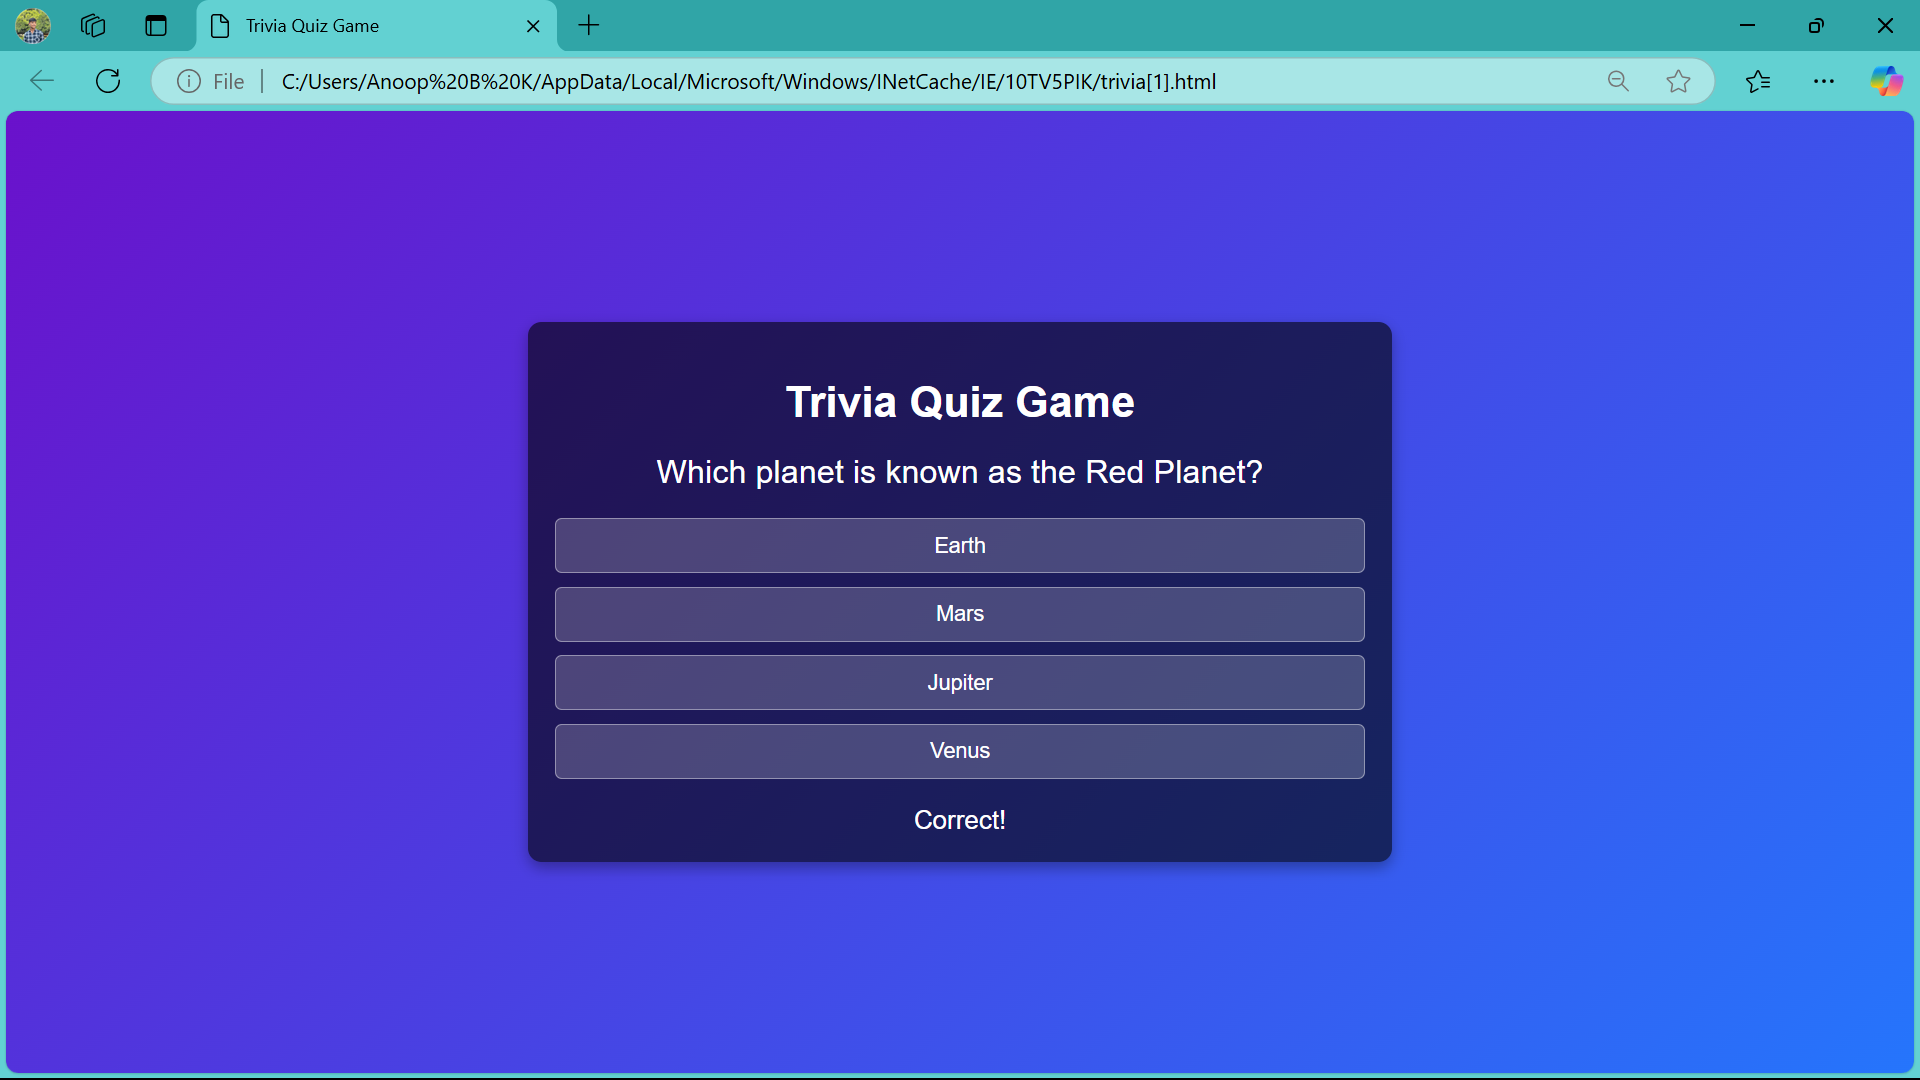 Trivia Quiz Game
File
C:/Users/Anoop%20B%20K/AppData/Local/Microsoft/Windows/INetCache/IE/10TV5PIK/trivia[1].html
Trivia Quiz Game
Which planet is known as the Red Planet?
Earth
Mars
Jupiter
Venus
Correct!